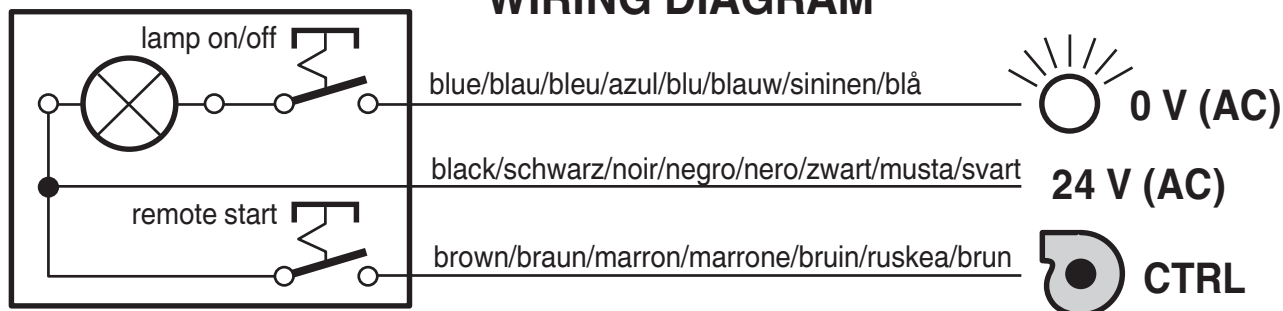 WIRING DIAGRAM
lamp on/off
blue/blau/bleu/azul/blu/blauw/sininen/blå
0 V (AC)
black/schwarz/noir/negro/nero/zwart/musta/svart
24 V (AC)
remote start
brown/braun/marron/marrone/bruin/ruskea/brun
CTRL